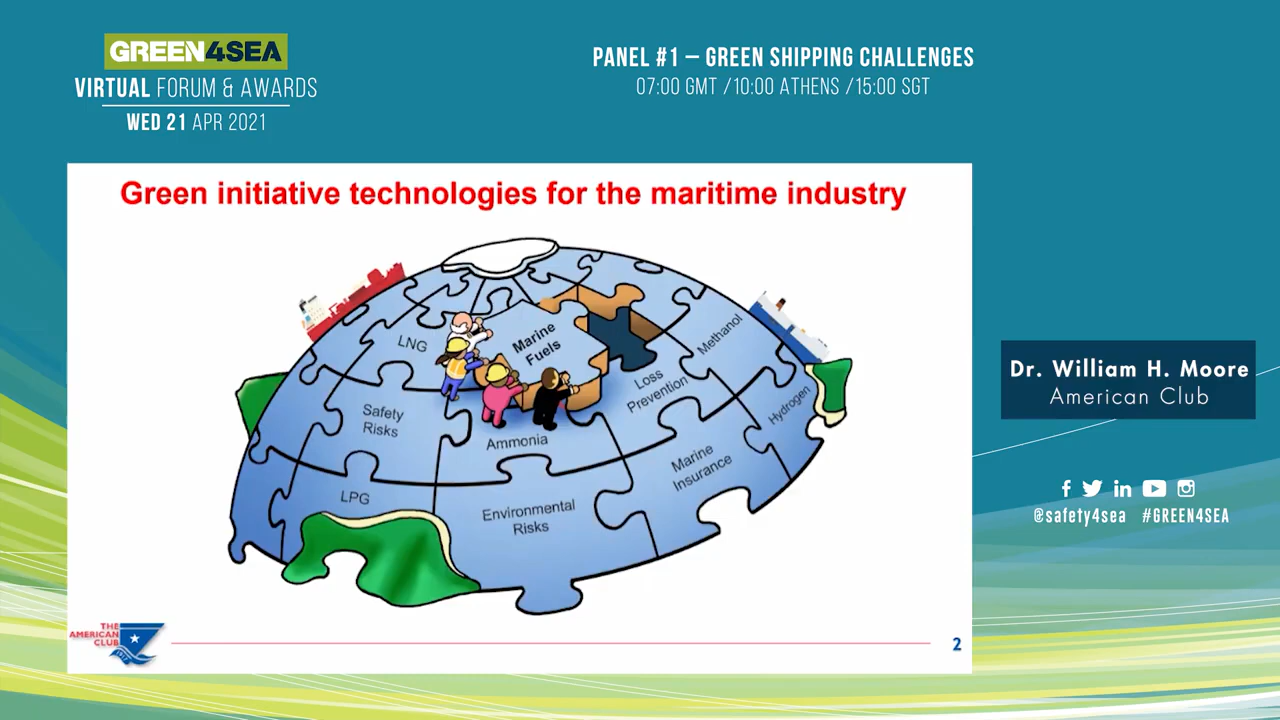 GREEN4SEA
VIRTUAL FORUM & AWARDS
WED 21 APR 2021
PANEL #1 – GREEN SHIPPING CHALLENGES
07:00 GMT /10:00 ATHENS /15:00 SGT
Green initiative technologies for the maritime industry
LNG
Marine
Fuels
Methanol
Loss
Prevention
Hydrogen
Safety
Risks
Ammonia
Marine
Insurance
LPG
Environmental
Risks
THE
AMERICAN
CLUB
1917
2
Dr. William H. Moore
American Club
@safety4sea #GREEN4SEA